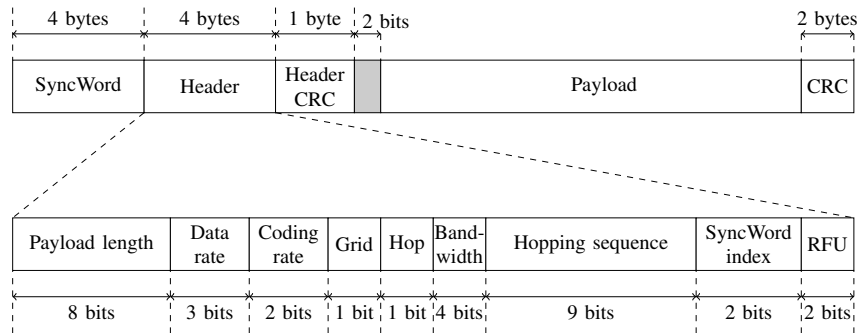 4 bytes 4 bytes 1 byte 2 bits 2 bytes
SyncWord Header Header CRC Payload CRC
Payload length Data rate Coding rate Grid Hop Band-width Hopping sequence SyncWord index RFU
8 bits 3 bits 2 bits 1 bit 1 bit 4 bits 9 bits 2 bits 2 bits